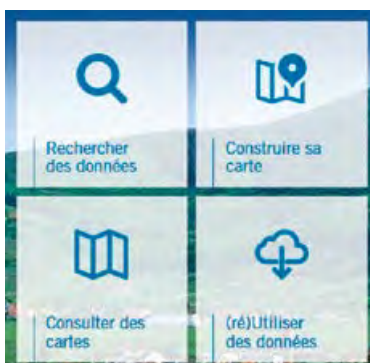 Rechercher
des données
Construire sa
carte
Consulter des
cartes
(ré)Utiliser
des données